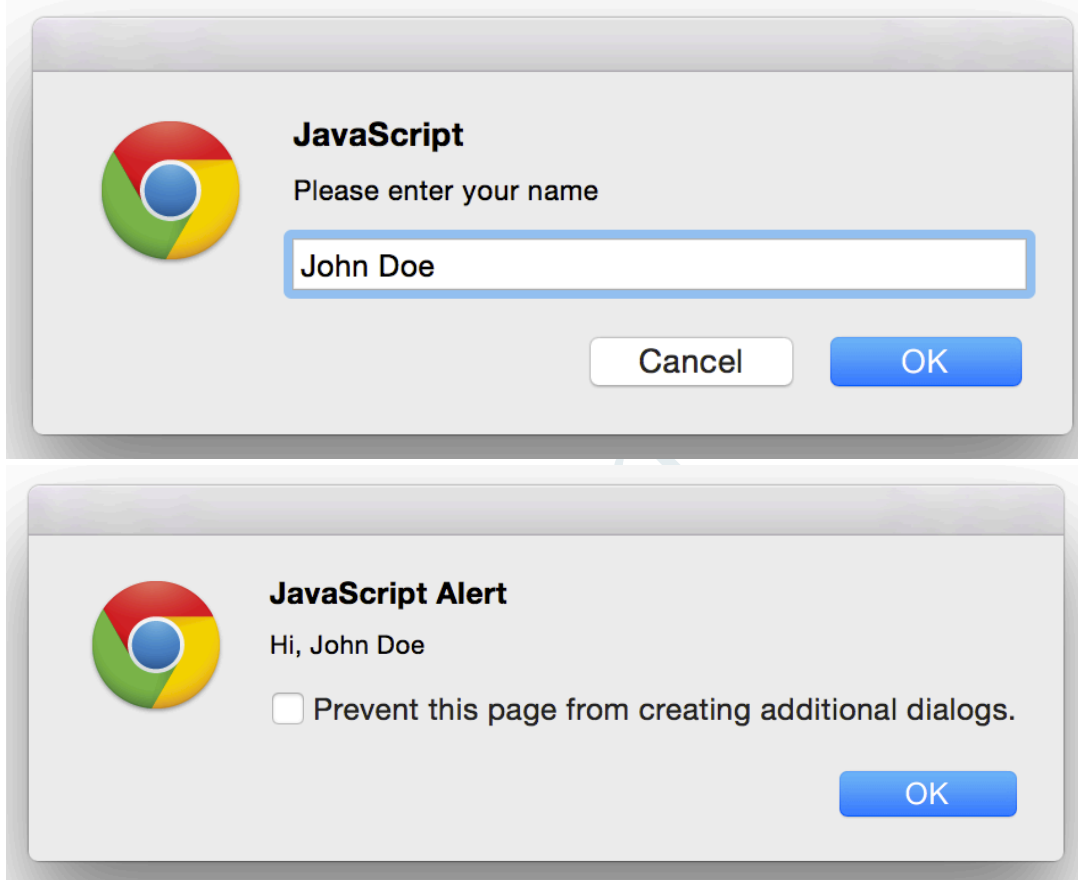 JavaScript
Please enter your name
John Doe
Cancel OK
JavaScript Alert
Hi, John Doe
Prevent this page from creating additional dialogs.
OK